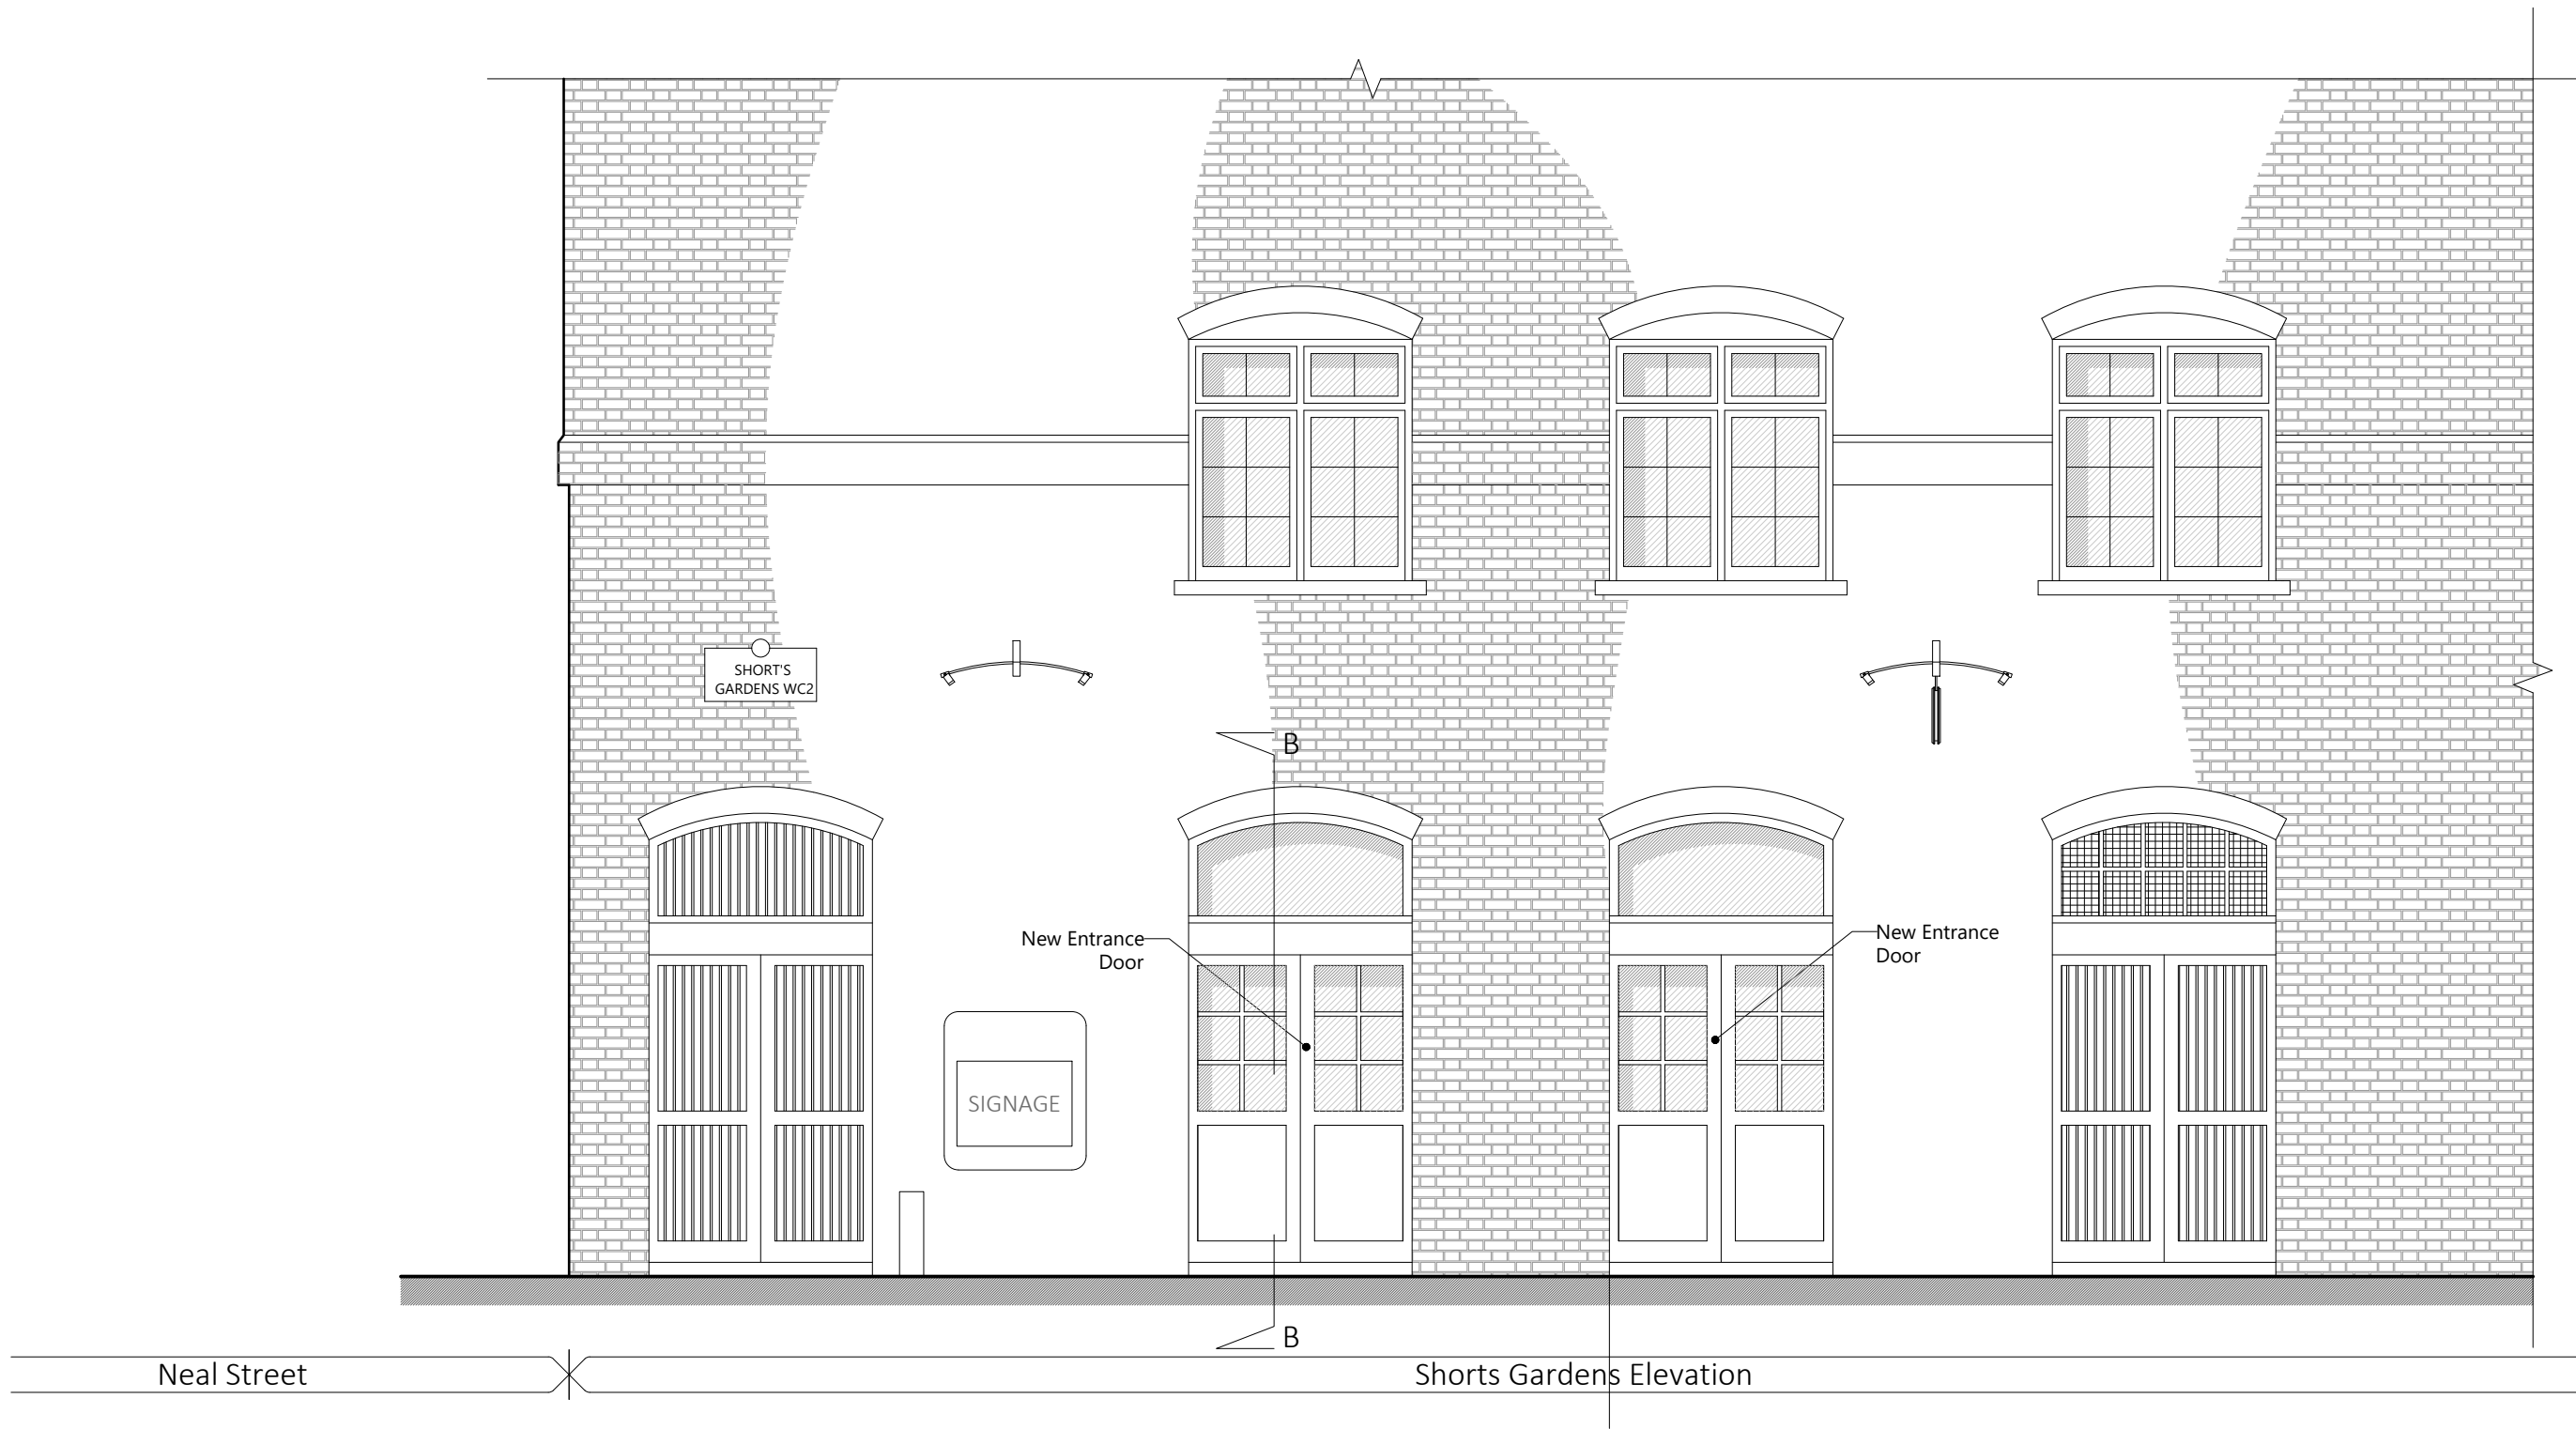 SHORT'S
GARDENS WC2
B
New Entrance
Door
New Entrance
Door
SIGNAGE
B
Neal Street
Shorts Gardens Elevation